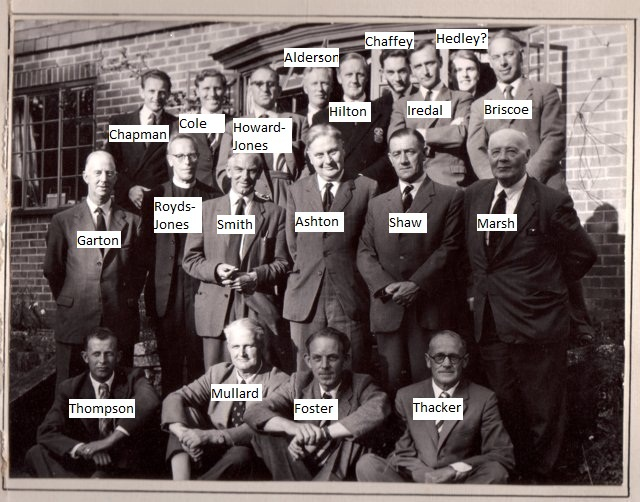 Hedley?
Chaffey
Alderson
Hilton
Iredal
Briscoe
Chapman
Cole
Howard-
Jones
Garton
Royds-
Jones
Smith
Ashton
Shaw
Marsh
Thompson
Mullard
Foster
Thacker